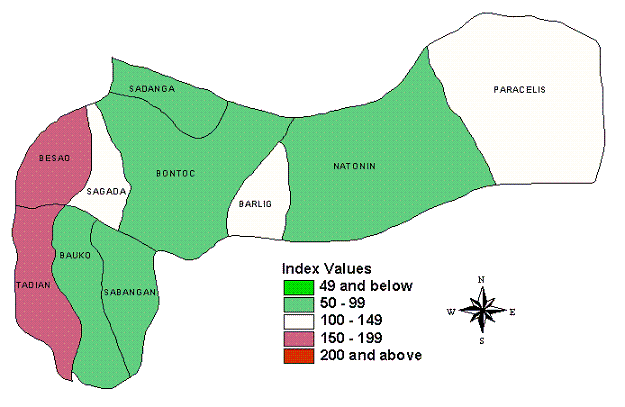 SADANGA
PARACELIS
BESAO
SAGADA
BONTOC
NATONIN
BARLIG
BAUKO
TADIAN
SABANGAN
Index Values
49 and below
50 - 99
100 - 149
150 - 199
200 and above
N
W E
S